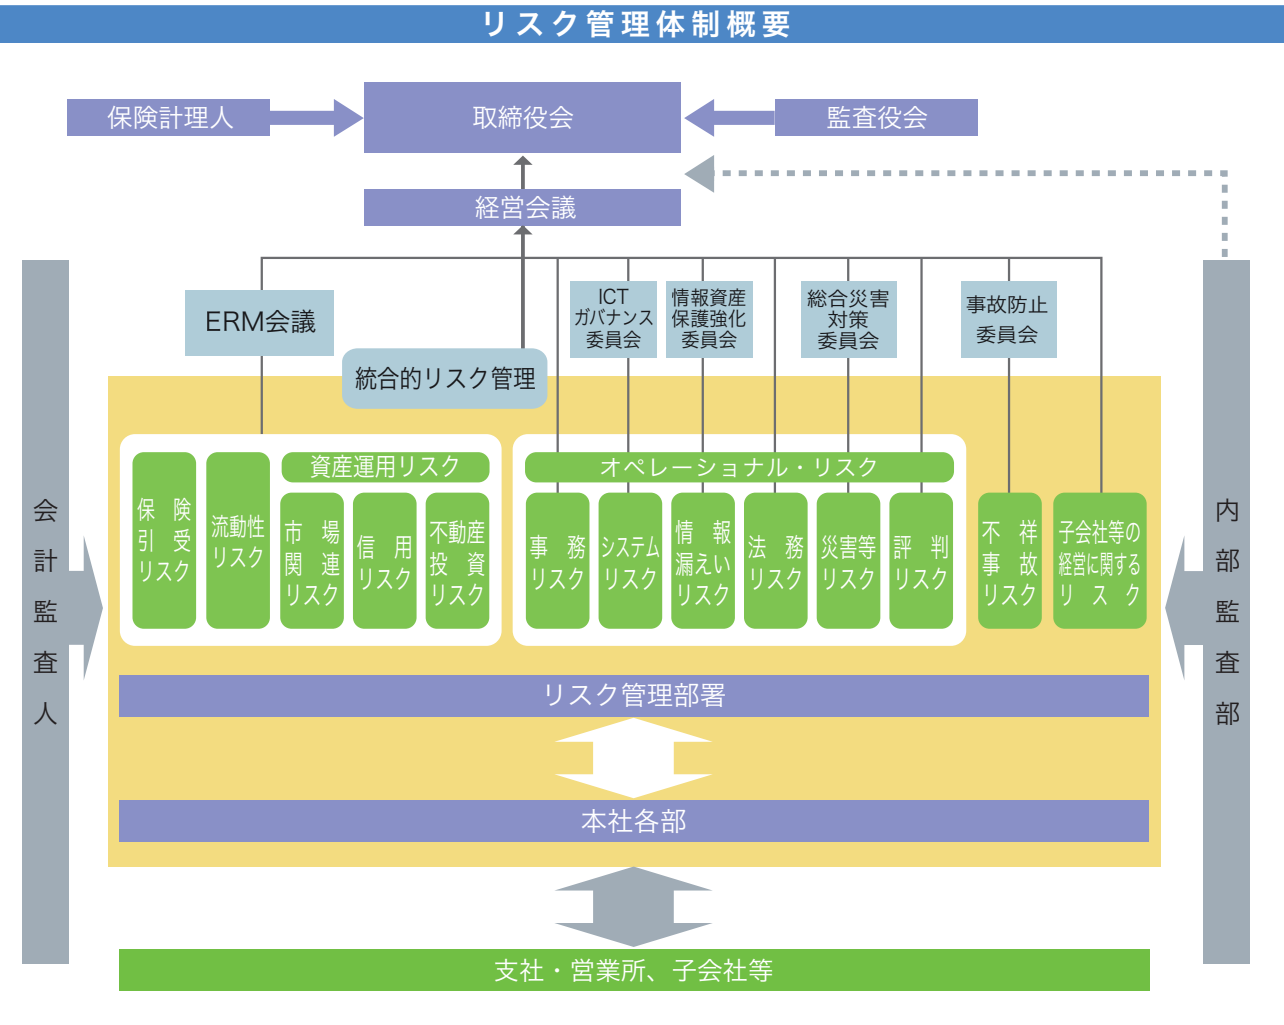 リスク管理体制概要
保険計理人
取締役会
監査役会
経営会議
ERM会議
ICT
ガバナンス
委員会
情報資産
保護強化
委員会
総合災害
対策
委員会
事故防止
委員会
統合的リスク管理
資産運用リスク
オペレーショナル・リスク
保険
引受
リスク
流動性
リスク
市場
関連
リスク
信用
リスク
不動産
投資
リスク
事務
リスク
システム
リスク
情報
漏えい
リスク
法務
リスク
災害等
リスク
評判
リスク
不祥
事故
リスク
子会社等の
経営に関する
リスク
会計監査人
内部監査部
リスク管理部署
本社各部
支社・営業所、子会社等